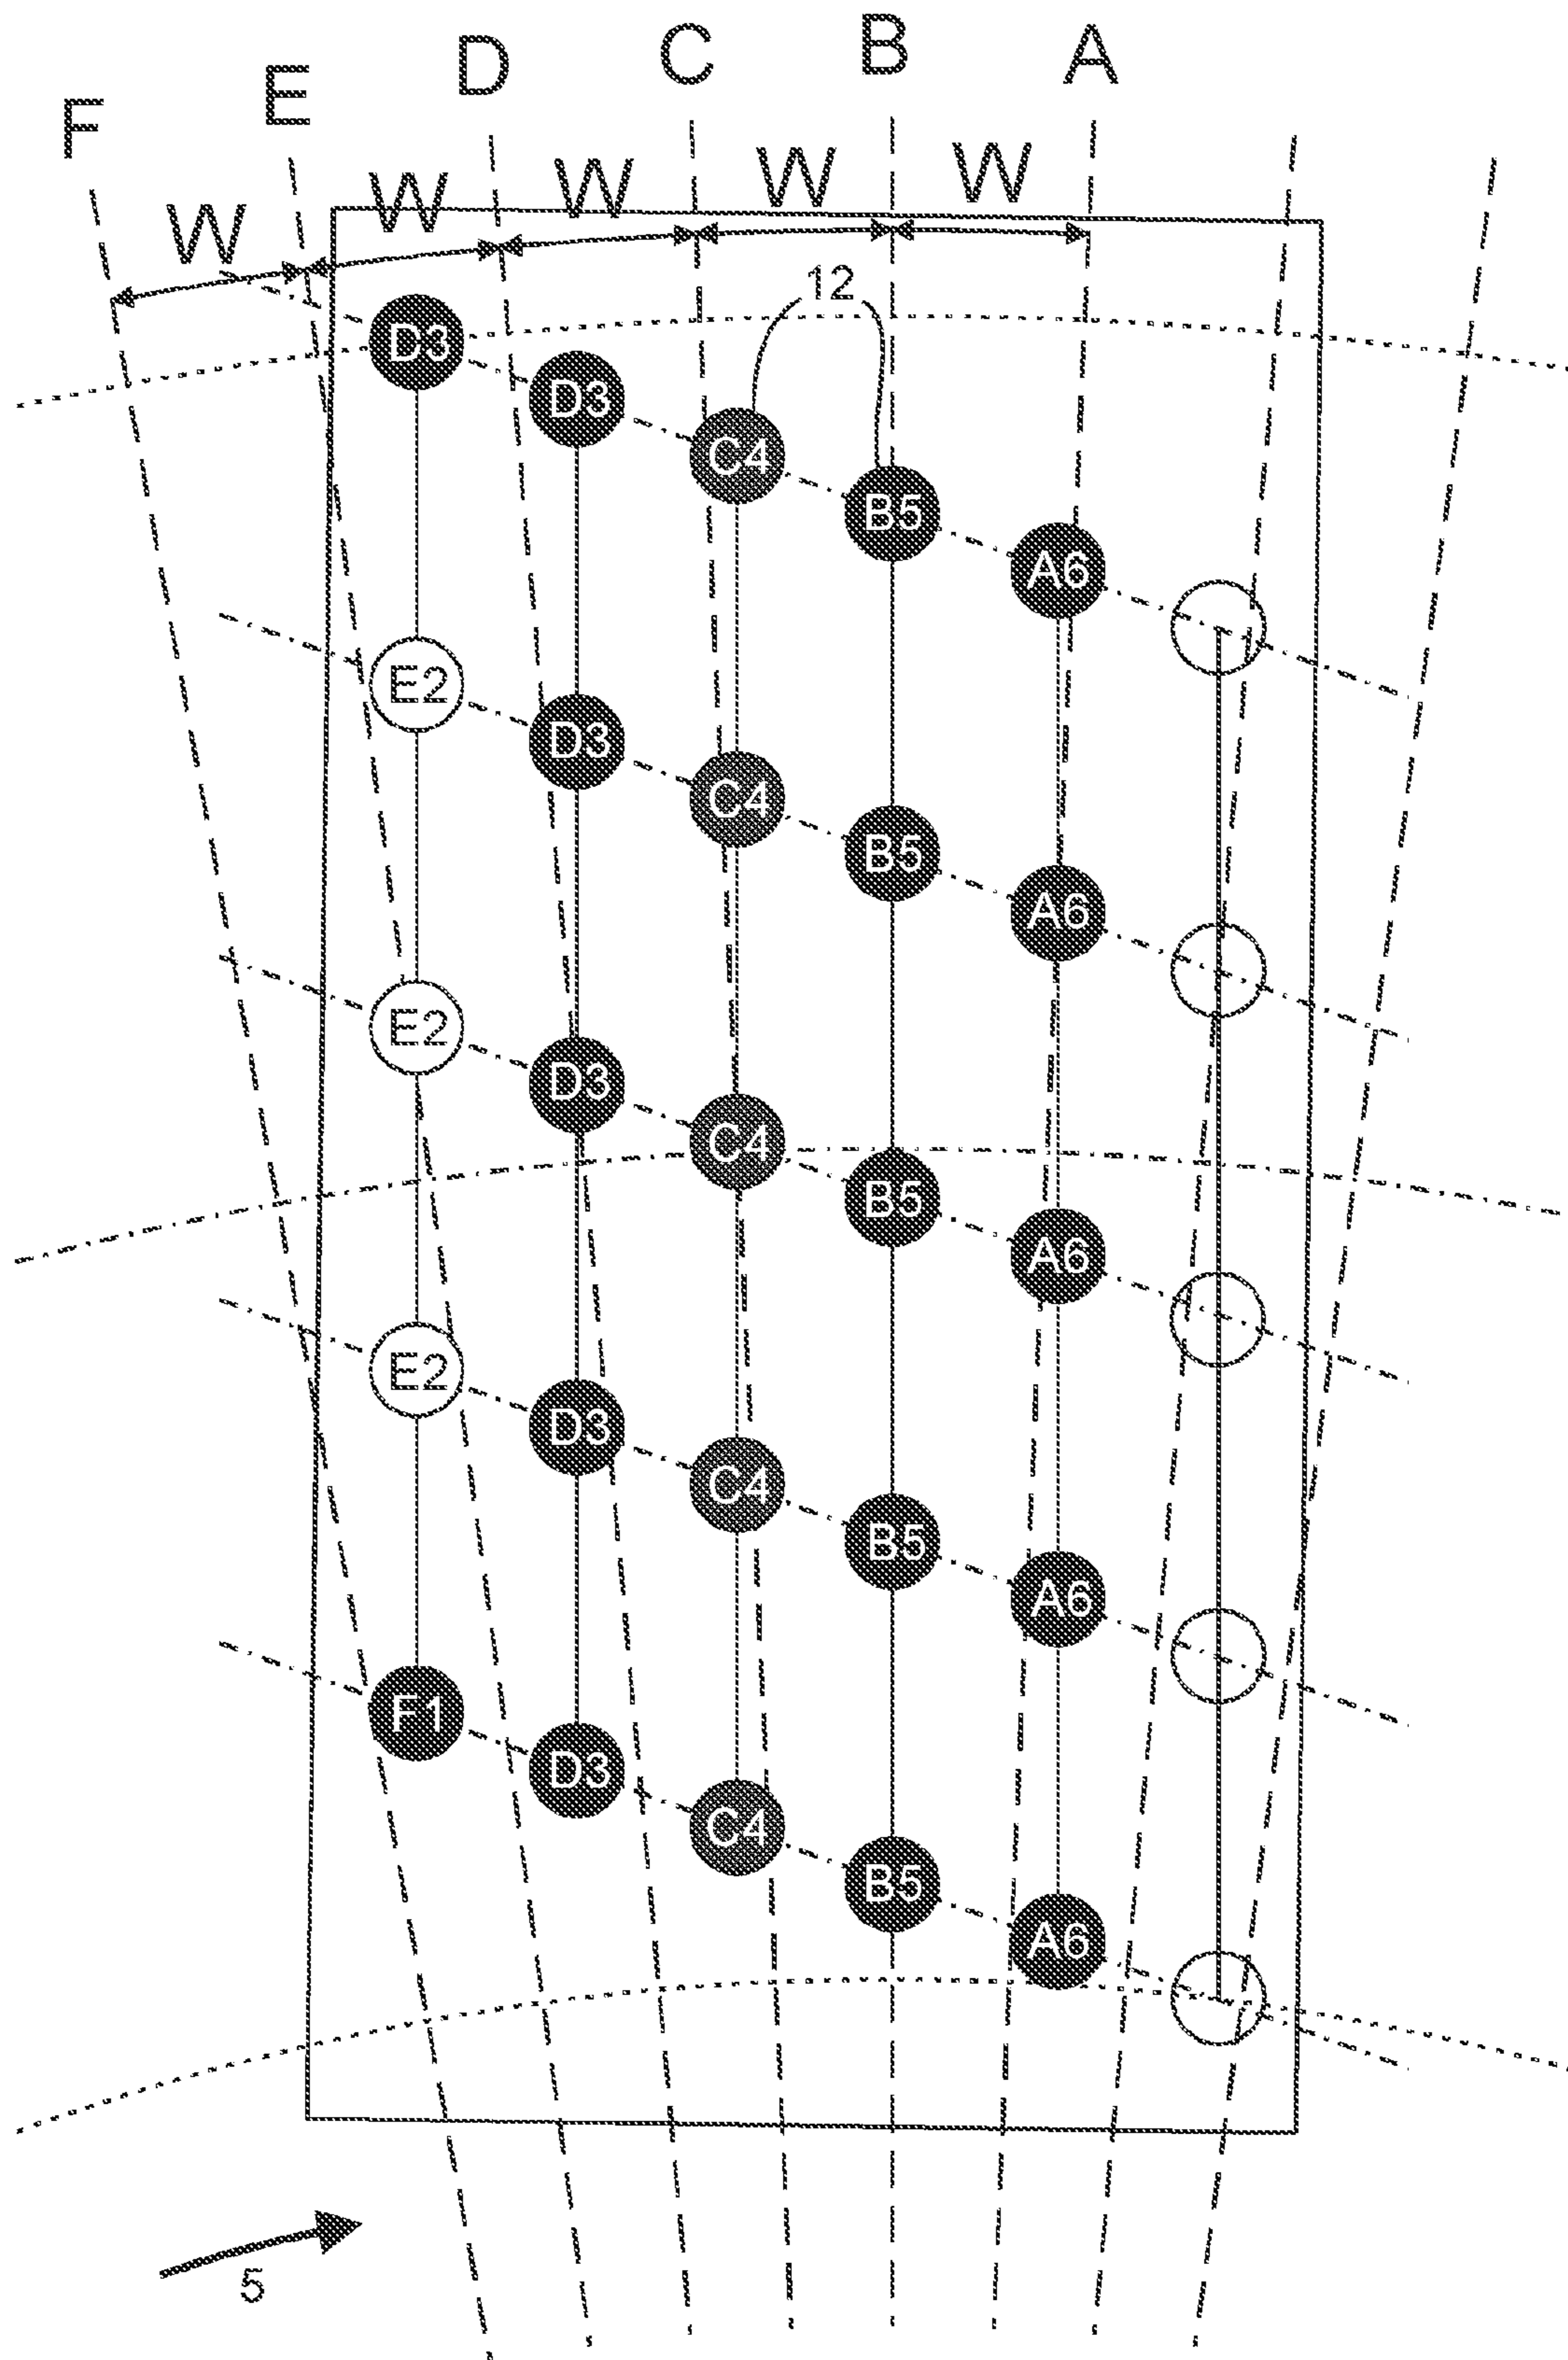 F E D C B A
W W W W W
12
D3 D3 C4 B5 A6
E2 D3 C4 B5 A6
E2 D3 C4 B5 A6
E2 D3 C4 B5 A6
F1 D3 C4 B5 A6
5